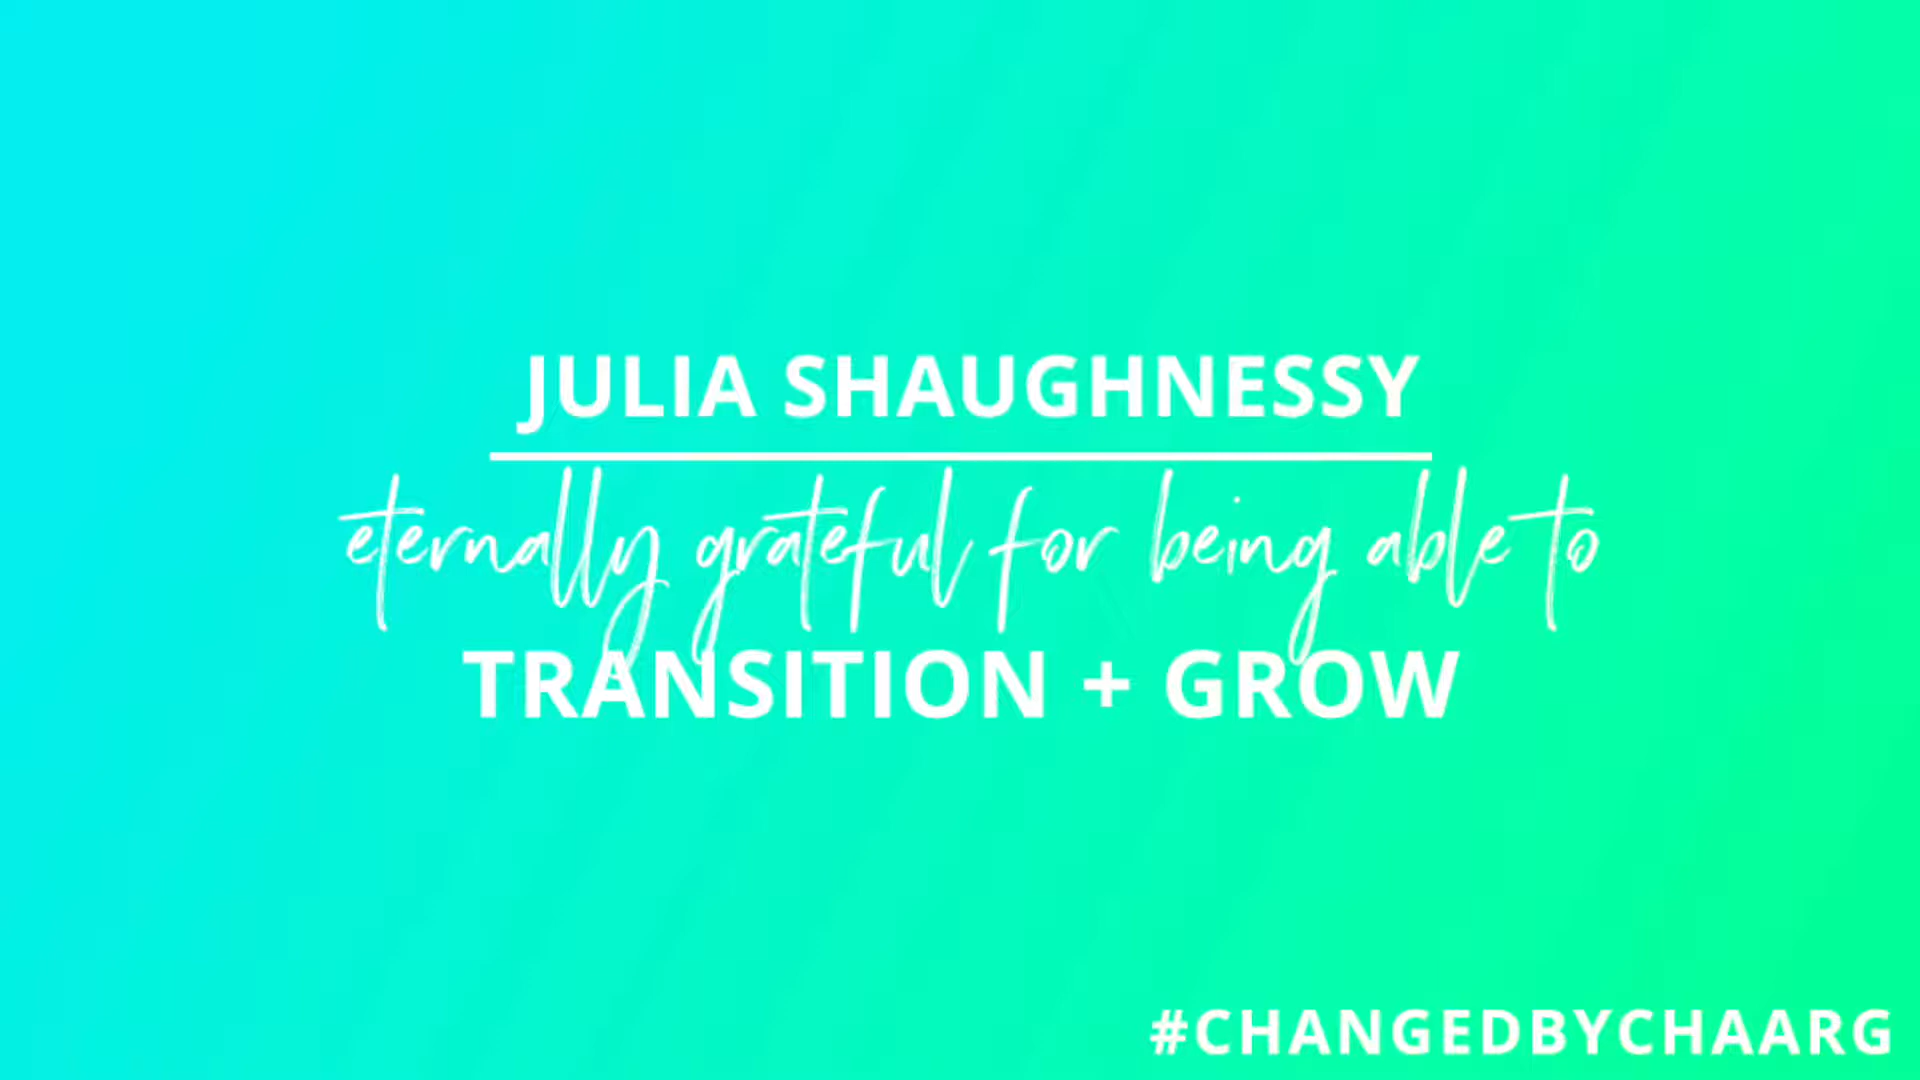 JULIA SHAUGHNESSY
eternally grateful for being able to
TRANSITION + GROW
#CHANGEDBYCHAARG